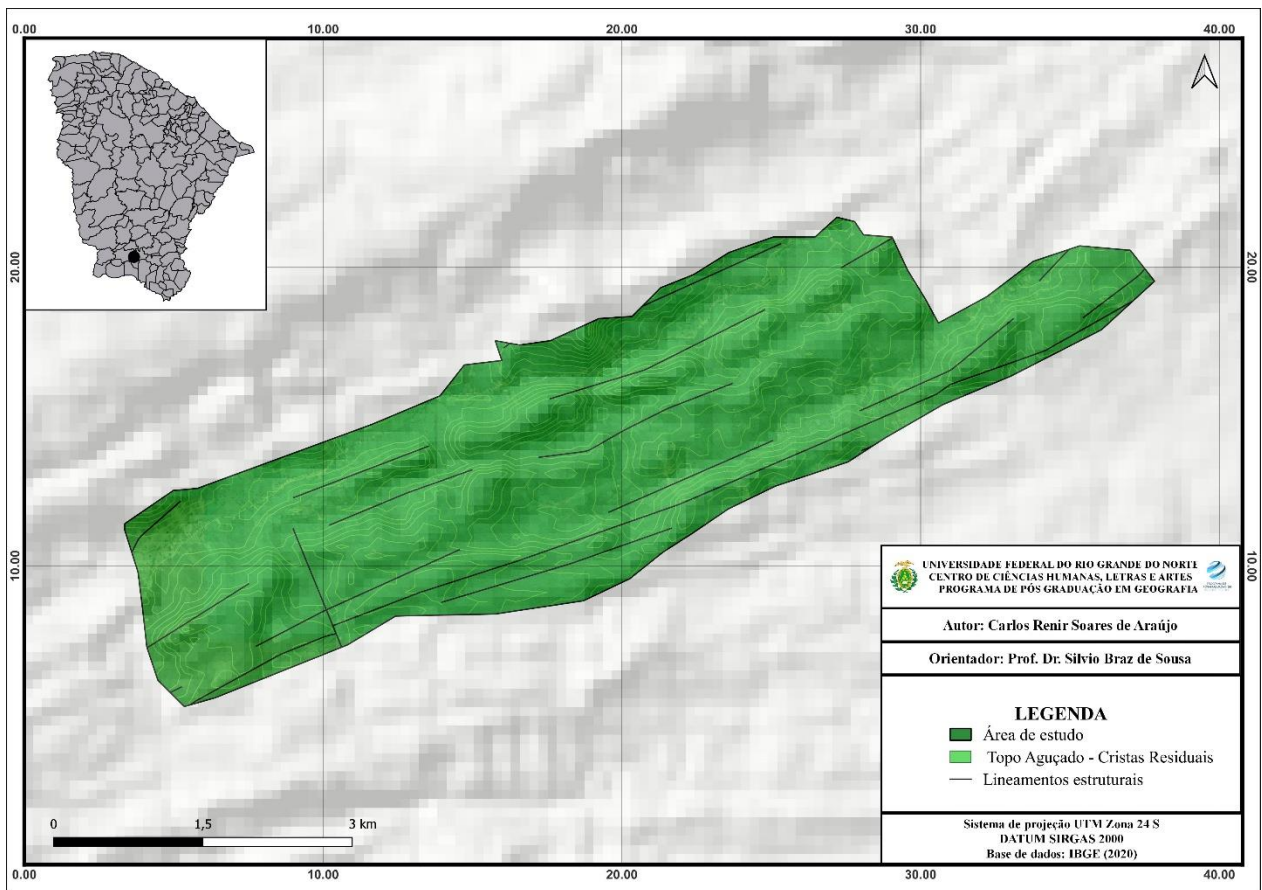 0.00 10.00 20.00 30.00 40.00
20.00 20.00
10.00 10.00
UNIVERSIDADE FEDERAL DO RIO GRANDE DO NORTE
CENTRO DE CIÊNCIAS HUMANAS, LETRAS E ARTES
PROGRAMA DE PÓS GRADUAÇÃO EM GEOGRAFIA
Autor: Carlos Renir Soares de Araújo
Orientador: Prof. Dr. Silvio Braz de Sousa
LEGENDA
Área de estudo
Topo Aguçado - Cristas Residuais
Lineamentos estruturais
0 1,5 3 km
Sistema de projeção UTM Zona 24 S
DATUM SIRGAS 2000
Base de dados: IBGE (2020)
0.00 10.00 20.00 30.00 40.00